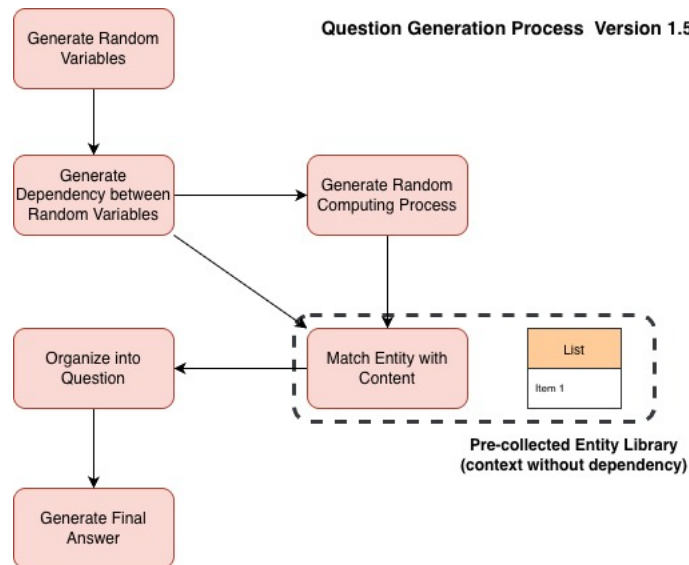 Question Generation Process Version 1.5
Generate Random
Variables
Generate
Dependency between
Random Variables
Generate Random
Computing Process
Organize into
Question
Match Entity with
Content
List
Item 1
Pre-collected Entity Library
(context without dependency)
Generate Final
Answer